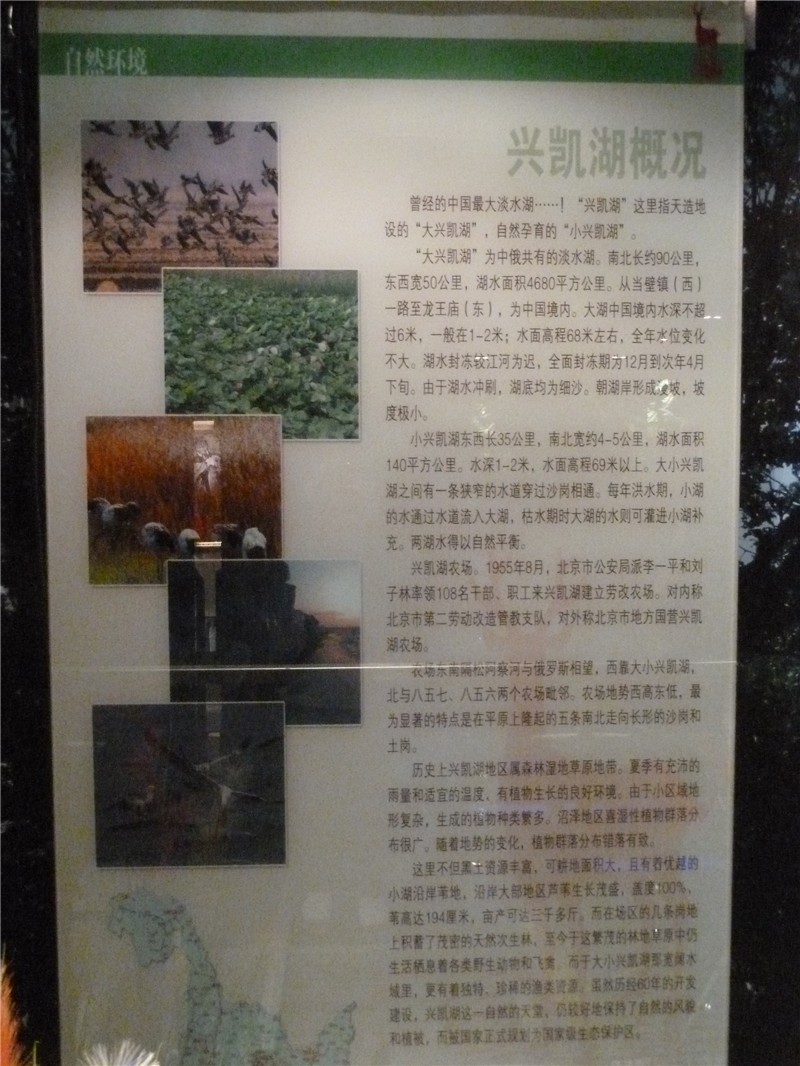 自然环境
兴凯湖概况
曾经的中国最大淡水湖……！“兴凯湖”这里指天造地
设的“大兴凯湖”，自然孕育的“小兴凯湖”。
“大兴凯湖”为中俄共有的淡水湖。南北长约90公里，
东西宽50公里，湖水面积4680平方公里。从当壁镇（西）
一路至龙王庙（东），为中国境内。大湖中国境内水深不超
过6米，一般在1-2米；水面高程68米左右，全年水位变化
不大。湖水封冻较江河为迟，全面封冻期为12月到次年4月
下旬。由于湖水冲刷，湖底均为细沙。朝湖岸形成坡，坡
度极小。
小兴凯湖东西长35公里，南北宽约4-5公里，湖水面积
140平方公里。水深1-2米，水面高程69米以上。大小兴凯
湖之间有一条狭窄的水道穿过沙岗相通。每年洪水期，小湖
的水通过水道流入大湖，枯水期时大湖的水则可灌进小湖补
充。两湖水得以自然平衡。
兴凯湖农场。1955年8月，北京市公安局派李一平和刘
子林率领108名干部、职工来兴凯湖建立劳改农场。对内称
北京市第二劳动改造管教支队，对外称北京市地方国营兴凯
湖农场。
农场东南隔松阿察河与俄罗斯相望，西靠大小兴凯湖，
北与八五七、八五六两个农场毗邻。农场地势西高东低，最
为显著的特点是在平原上隆起的五条南北走向长形的沙岗和
土岗。
历史上兴凯湖地区属森林湿地草原地带。夏季有充沛的
雨量和适宜的温度，有植物生长的良好环境。由于小区域地
形复杂，生成的植物种类繁多。沼泽地区喜湿性植物群落分
布很广。随着地势的变化，植物群落分布错落有致。
这里不但黑土资源丰富，可耕地面积大，且有着优越的
小湖沿岸苇地，沿岸大部地区芦苇生长茂盛，盖度100%，
苇高达194厘米，亩产可达三千多斤。而在场区的几条岗地
上积蓄了茂密的天然次生林，至今于这繁茂的林地草原中仍
生活栖息着各类野生动物和飞禽。而于大小兴凯湖那宽阔水
域里，更有着独特、珍稀的渔类资源。虽然历经60年的开发
建设，兴凯湖这一自然的天堂，仍较好地保持了自然的风貌
和植被，而被国家正式规划为国家级生态保护区。